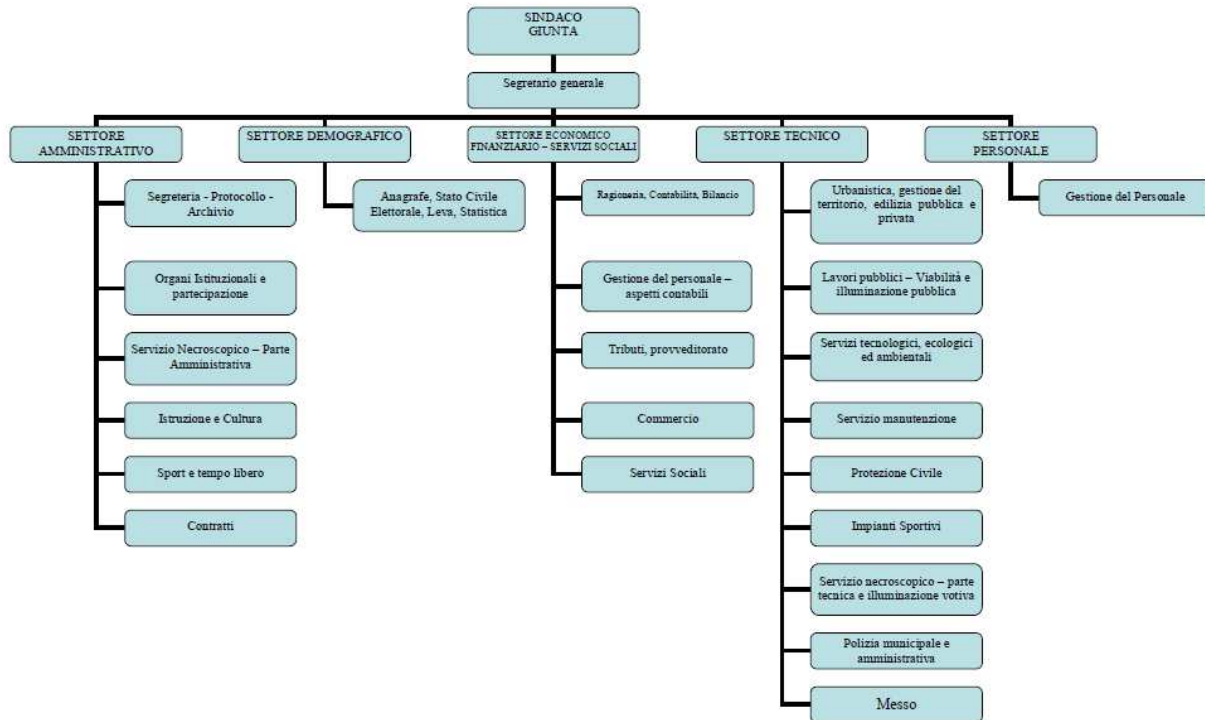 SINDACO
GIUNTA
Segretario generale
SETTORE
AMMINISTRATIVO
SETTORE DEMOGRAFICO
SETTORE ECONOMICO
FINANZIARIO – SERVIZI SOCIALI
SETTORE TECNICO
SETTORE
PERSONALE
Segreteria - Protocollo -
Archivio
Organi Istituzionali e
partecipazione
Servizio Necroscopico – Parte
Amministrativa
Istruzione e Cultura
Sport e tempo libero
Contratti
Anagrafe, Stato Civile
Elettorale, Leva, Statistica
Ragioneria, Contabilità, Bilancio
Gestione del personale –
aspetti contabili
Tributi, provveditorato
Commercio
Servizi Sociali
Urbanistica, gestione del
territorio, edilizia pubblica e
privata
Lavori pubblici – Viabilità e
illuminazione pubblica
Servizi tecnologici, ecologici
ed ambientali
Servizio manutenzione
Protezione Civile
Impianti Sportivi
Servizio necroscopico – parte
tecnica e illuminazione votiva
Polizia municipale e
amministrativa
Messo
Gestione del Personale